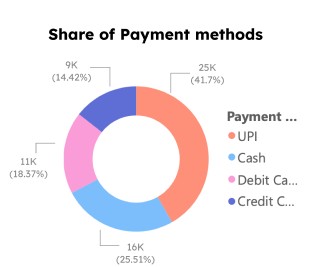 Share of Payment methods
9K
(14.42%)
25K
(41.7%)
11K
(18.37%)
16K
(25.51%)
Payment ...
UPI
Cash
Debit Ca...
Credit C...